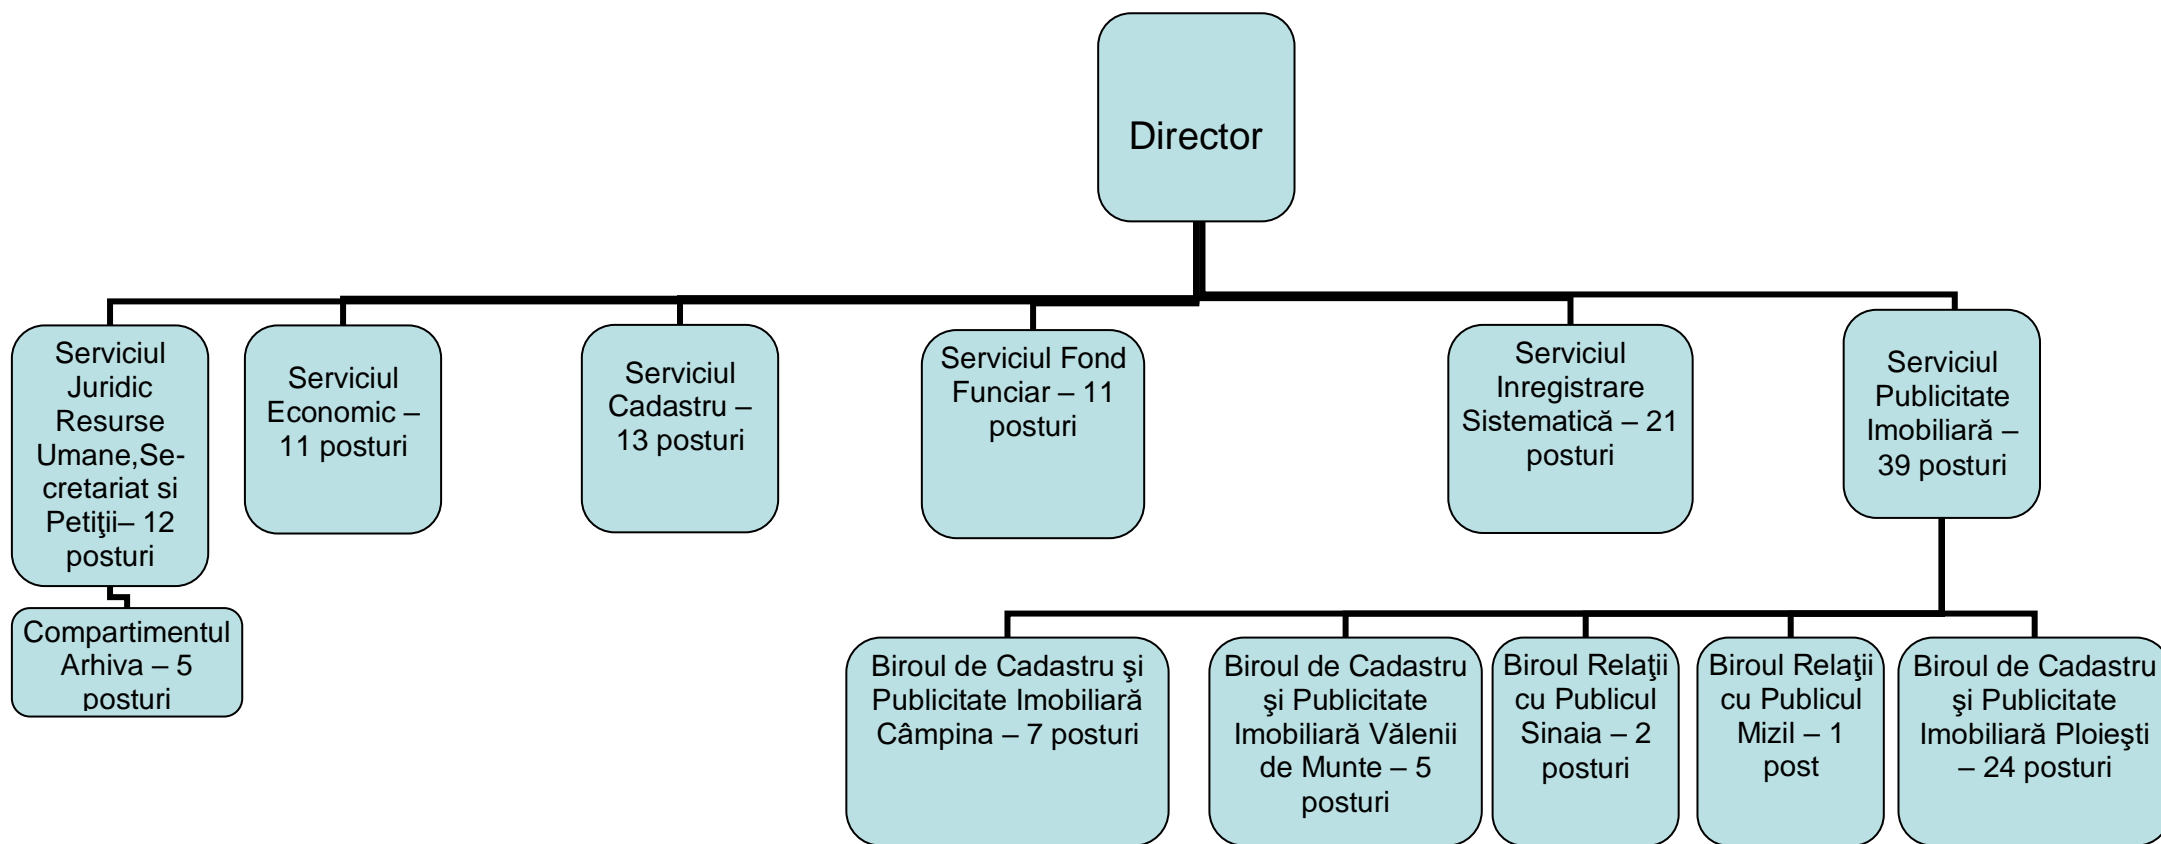 Director
Serviciul
Juridic
Resurse
Umane,Se-
cretariat si
Petiţii– 12
posturi
Serviciul
Economic –
11 posturi
Serviciul
Cadastru –
13 posturi
Serviciul Fond
Funciar – 11
posturi
Serviciul
Inregistrare
Sistematică – 21
posturi
Serviciul
Publicitate
Imobiliară –
39 posturi
Compartimentul
Arhiva – 5
posturi
Biroul de Cadastru şi
Publicitate Imobiliară
Câmpina – 7 posturi
Biroul de Cadastru
şi Publicitate
Imobiliară Vălenii
de Munte – 5
posturi
Biroul Relaţii
cu Publicul
Sinaia – 2
posturi
Biroul Relaţii
cu Publicul
Mizil – 1
post
Biroul de Cadastru
şi Publicitate
Imobiliară Ploieşti
– 24 posturi